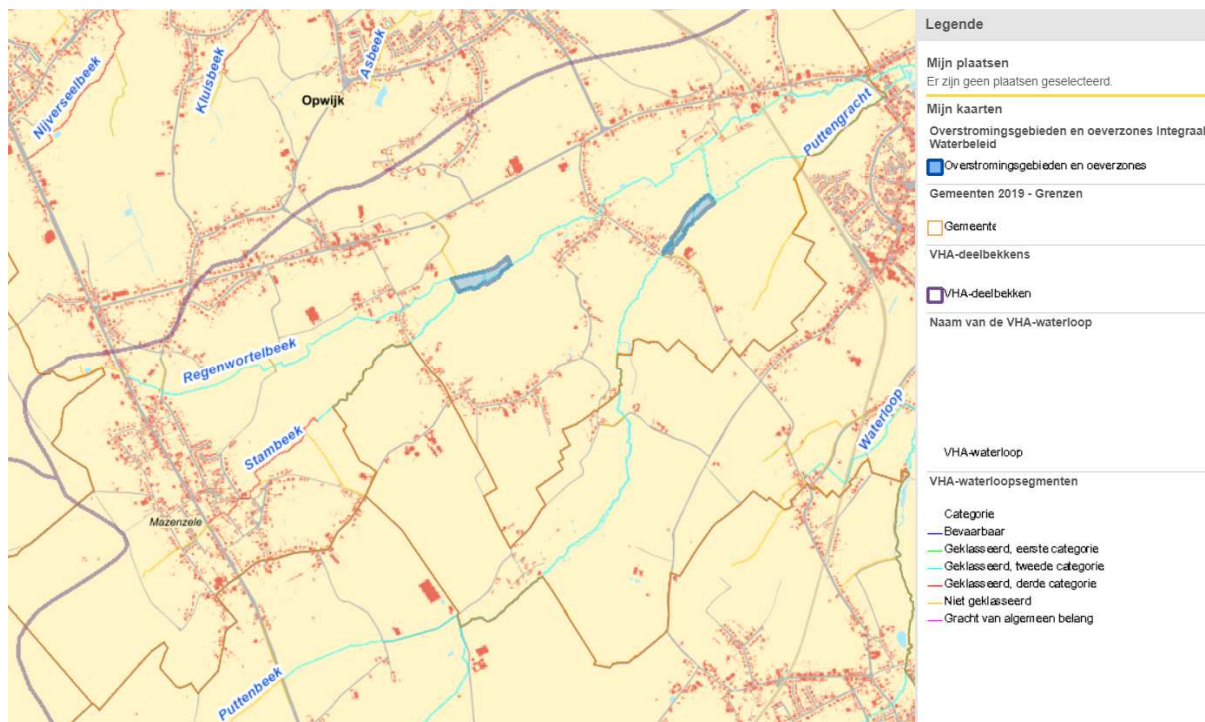 Nijverseelbeek
Kluisbeek
Asbeek
Opwijk
Puttengracht
Regenwortelbeek
Stambeek
Waterloop
Mazenzele
Puttenbeek
Legende
Mijn plaatsen
Er zijn geen plaatsen geselecteerd.
Mijn kaarten
Overstromingsgebieden en oeverzones Integraal
Waterbeleid
Overstromingsgebieden en oeverzones
Gemeenten 2019 - Grenzen
Gemeente
VHA-deelbekkens
VHA-deelbekken
Naam van de VHA-waterloop
VHA-waterloop
VHA-waterloopsegmenten
Categorie
Bevaarbaar
Geklasseerd, eerste categorie
Geklasseerd, tweede categorie
Geklasseerd, derde categorie
Niet geklasseerd
Gracht van algemeen belang